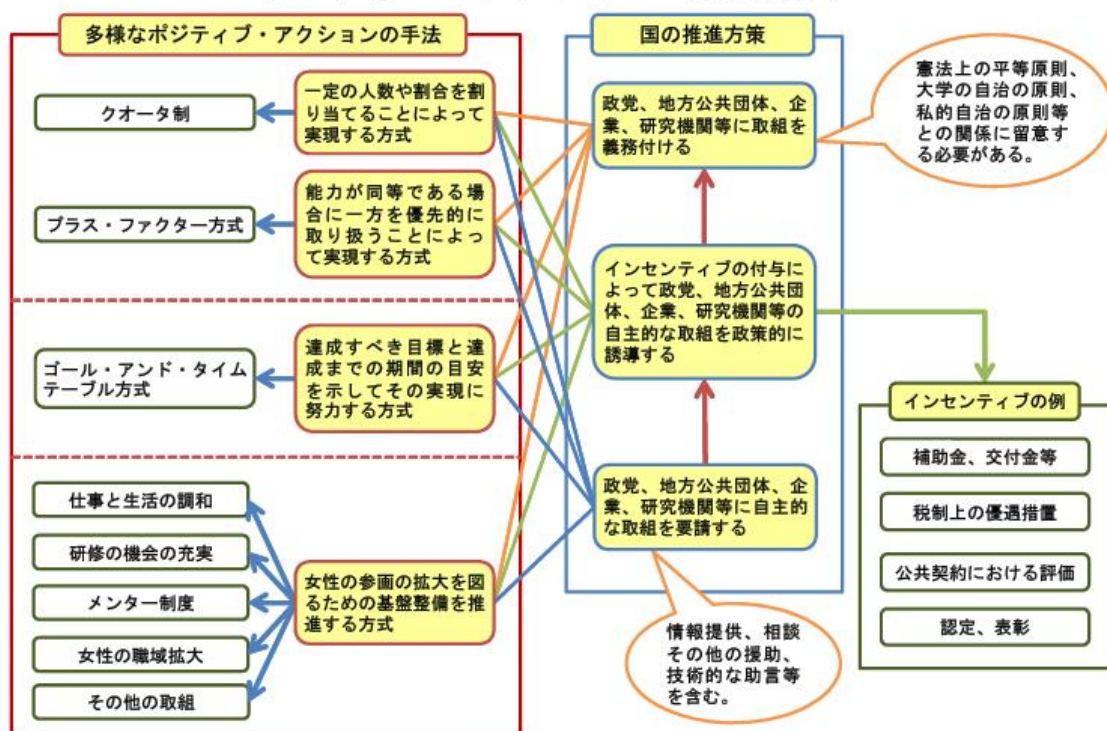 多様なポジティブ・アクションの手法
クオータ制
一定の人数や割合を割
り当てることによって
実現する方式
プラス・ファクター方式
能力が同等である場
合に一方を優先的に
取り扱うことによっ
て実現する方式
ゴール・アンド・タイム
テーブル方式
達成すべき目標と達
成までの期間の目安
を示してその実現に
努力する方式
仕事と生活の調和
研修の機会の充実
メンター制度
女性の職域拡大
その他の取組
女性の参画の拡大を図
るための基盤整備を推
進する方式
国の推進方策
政党、地方公共団体、企
業、研究機関等に取組を
義務付ける
インセンティブの付与に
よって政党、地方公共団
体、企業、研究機関等の
自主的な取組を政策的に
誘導する
政党、地方公共団体、企
業、研究機関等に自主的
な取組を要請する
憲法上の平等原則、
大学の自治の原則、
私的自治の原則等
との関係に留意す
る必要がある。
情報提供、相談
その他の援助、
技術的な助言等
を含む。
インセンティブの例
補助金、交付金等
税制上の優遇措置
公共契約における評価
認定、表彰